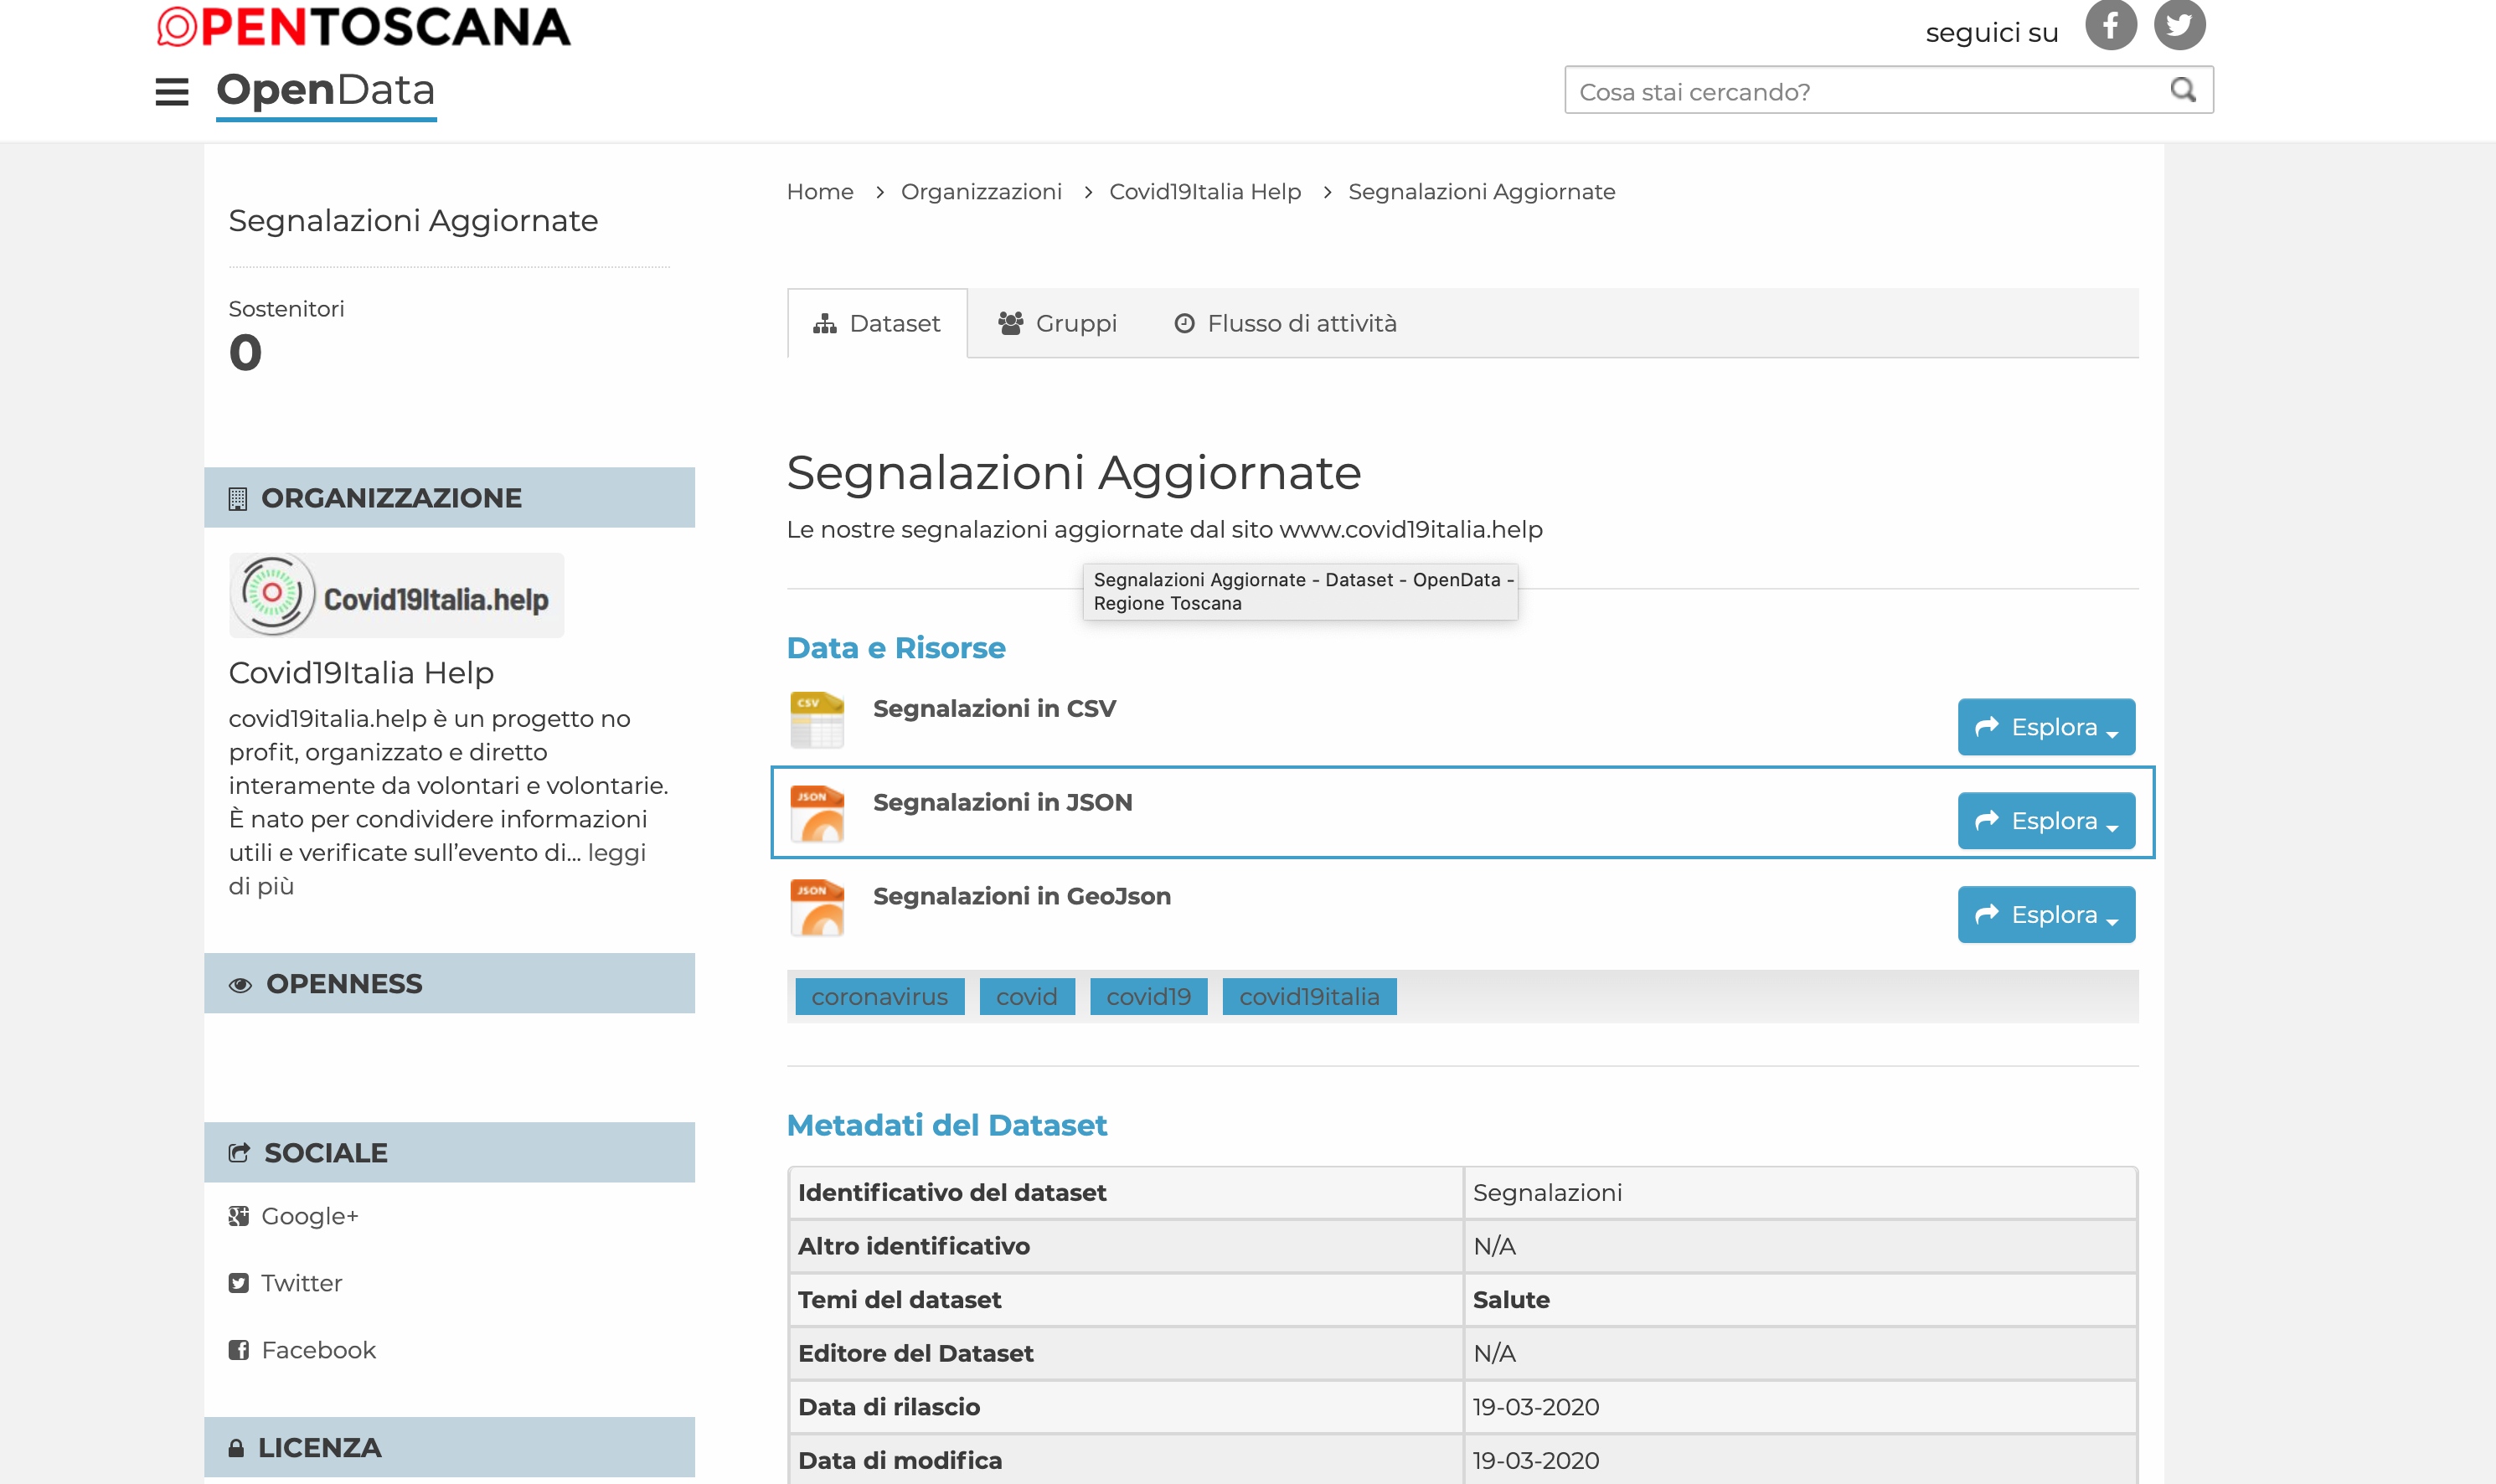 OPENTOSCANA
seguici su
OpenData
Cosa stai cercando?
Home > Organizzazioni > Covid19Italia Help > Segnalazioni Aggiornate
Segnalazioni Aggiornate
Sostenitori
0
Dataset
Gruppi
Flusso di attività
ORGANIZZAZIONE
Covid19Italia.help
Covid19Italia Help
covid19italia.help è un progetto no
profit, organizzato e diretto
interamente da volontari e volontarie.
È nato per condividere informazioni
utili e verificate sull’evento di... leggi
di più
OPENNESS
SOCIALE
Google+
Twitter
Facebook
LICENZA
Segnalazioni Aggiornate
Le nostre segnalazioni aggiornate dal sito www.covid19italia.help
Segnalazioni Aggiornate - Dataset - OpenData -
Regione Toscana
Data e Risorse
CSV Segnalazioni in CSV Esplora
JSON Segnalazioni in JSON Esplora
JSON Segnalazioni in GeoJson Esplora
coronavirus covid covid19 covid19italia
Metadati del Dataset
Identificativo del dataset Segnalazioni
Altro identificativo N/A
Temi del dataset Salute
Editore del Dataset N/A
Data di rilascio 19-03-2020
Data di modifica 19-03-2020